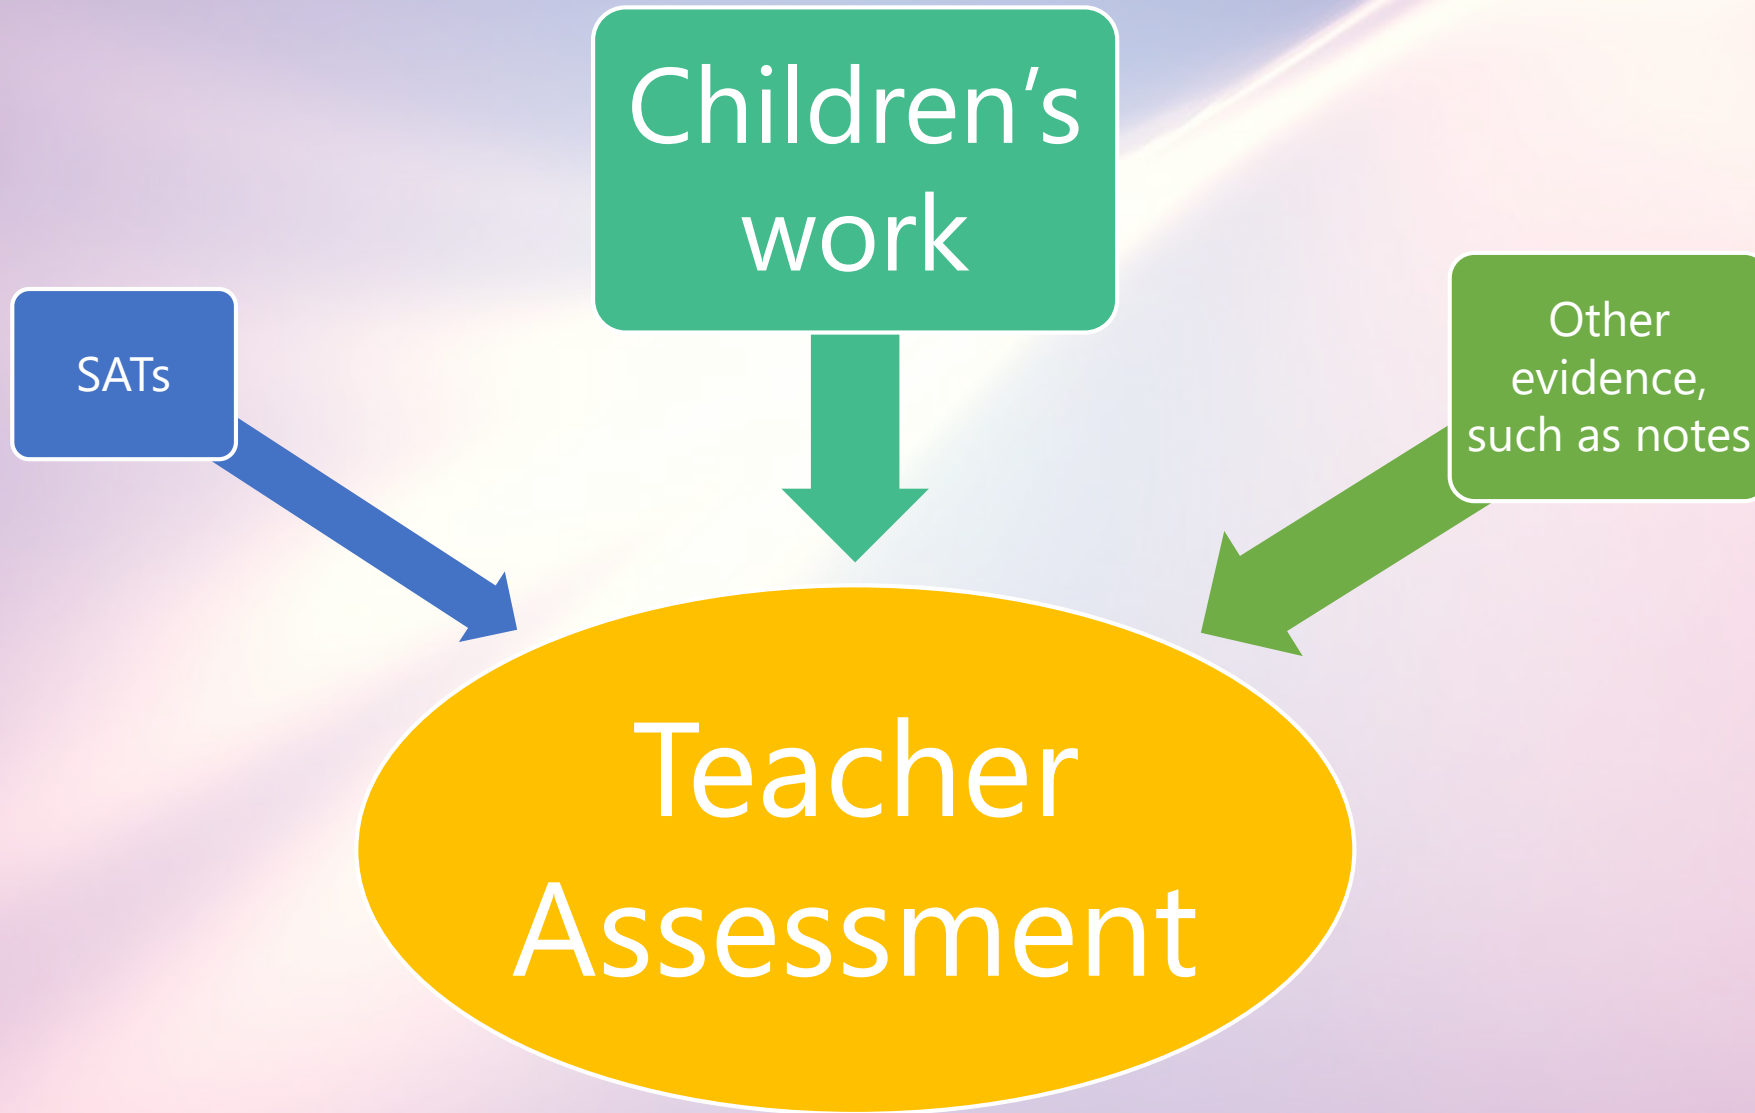 Children’s
work
SATs
Other
evidence,
such as notes
Teacher
Assessment